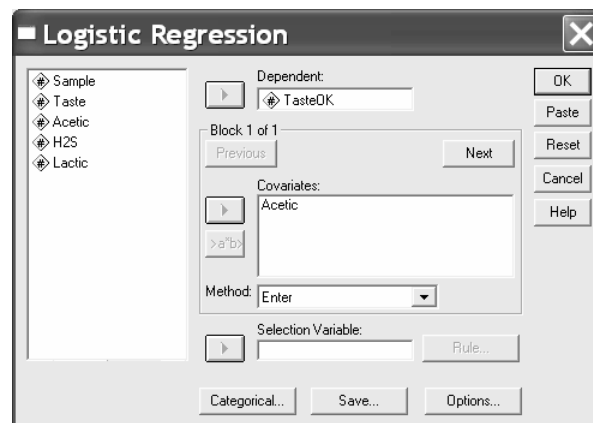 Logistic Regression
Sample
Taste
Acetic
H2S
Lactic
Dependent:
TasteOK
Block 1 of 1
Previous
Next
Covariates:
Acetic
>a*b>
Method:
Enter
Selection Variable:
Rule...
Categorical...
Save...
Options...
OK
Paste
Reset
Cancel
Help